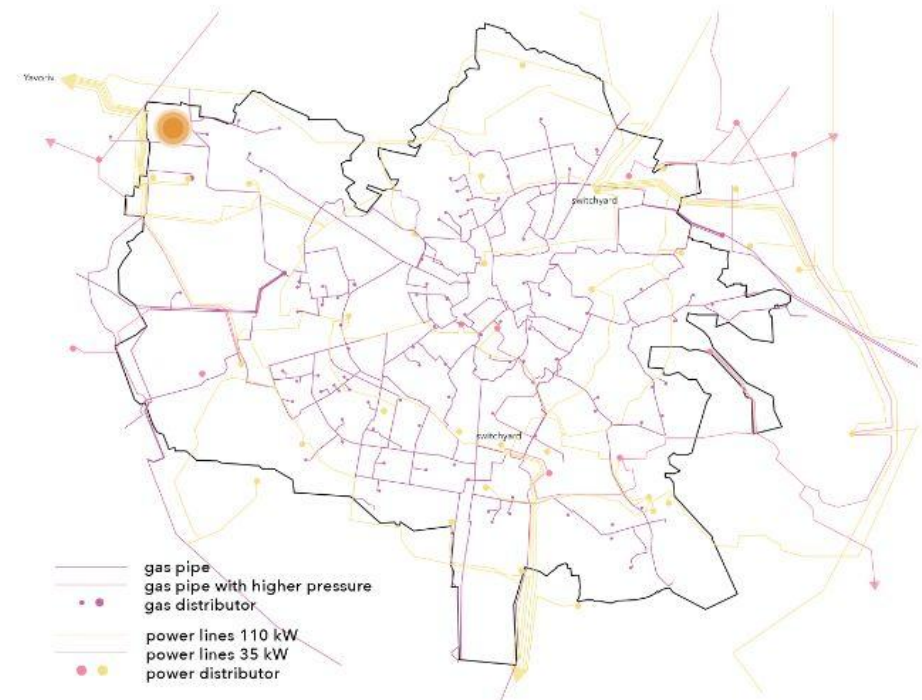 Yavoriv
switchyard
switchyard
gas pipe
gas pipe with higher pressure
gas distributor
power lines 110 kW
power lines 35 kW
power distributor